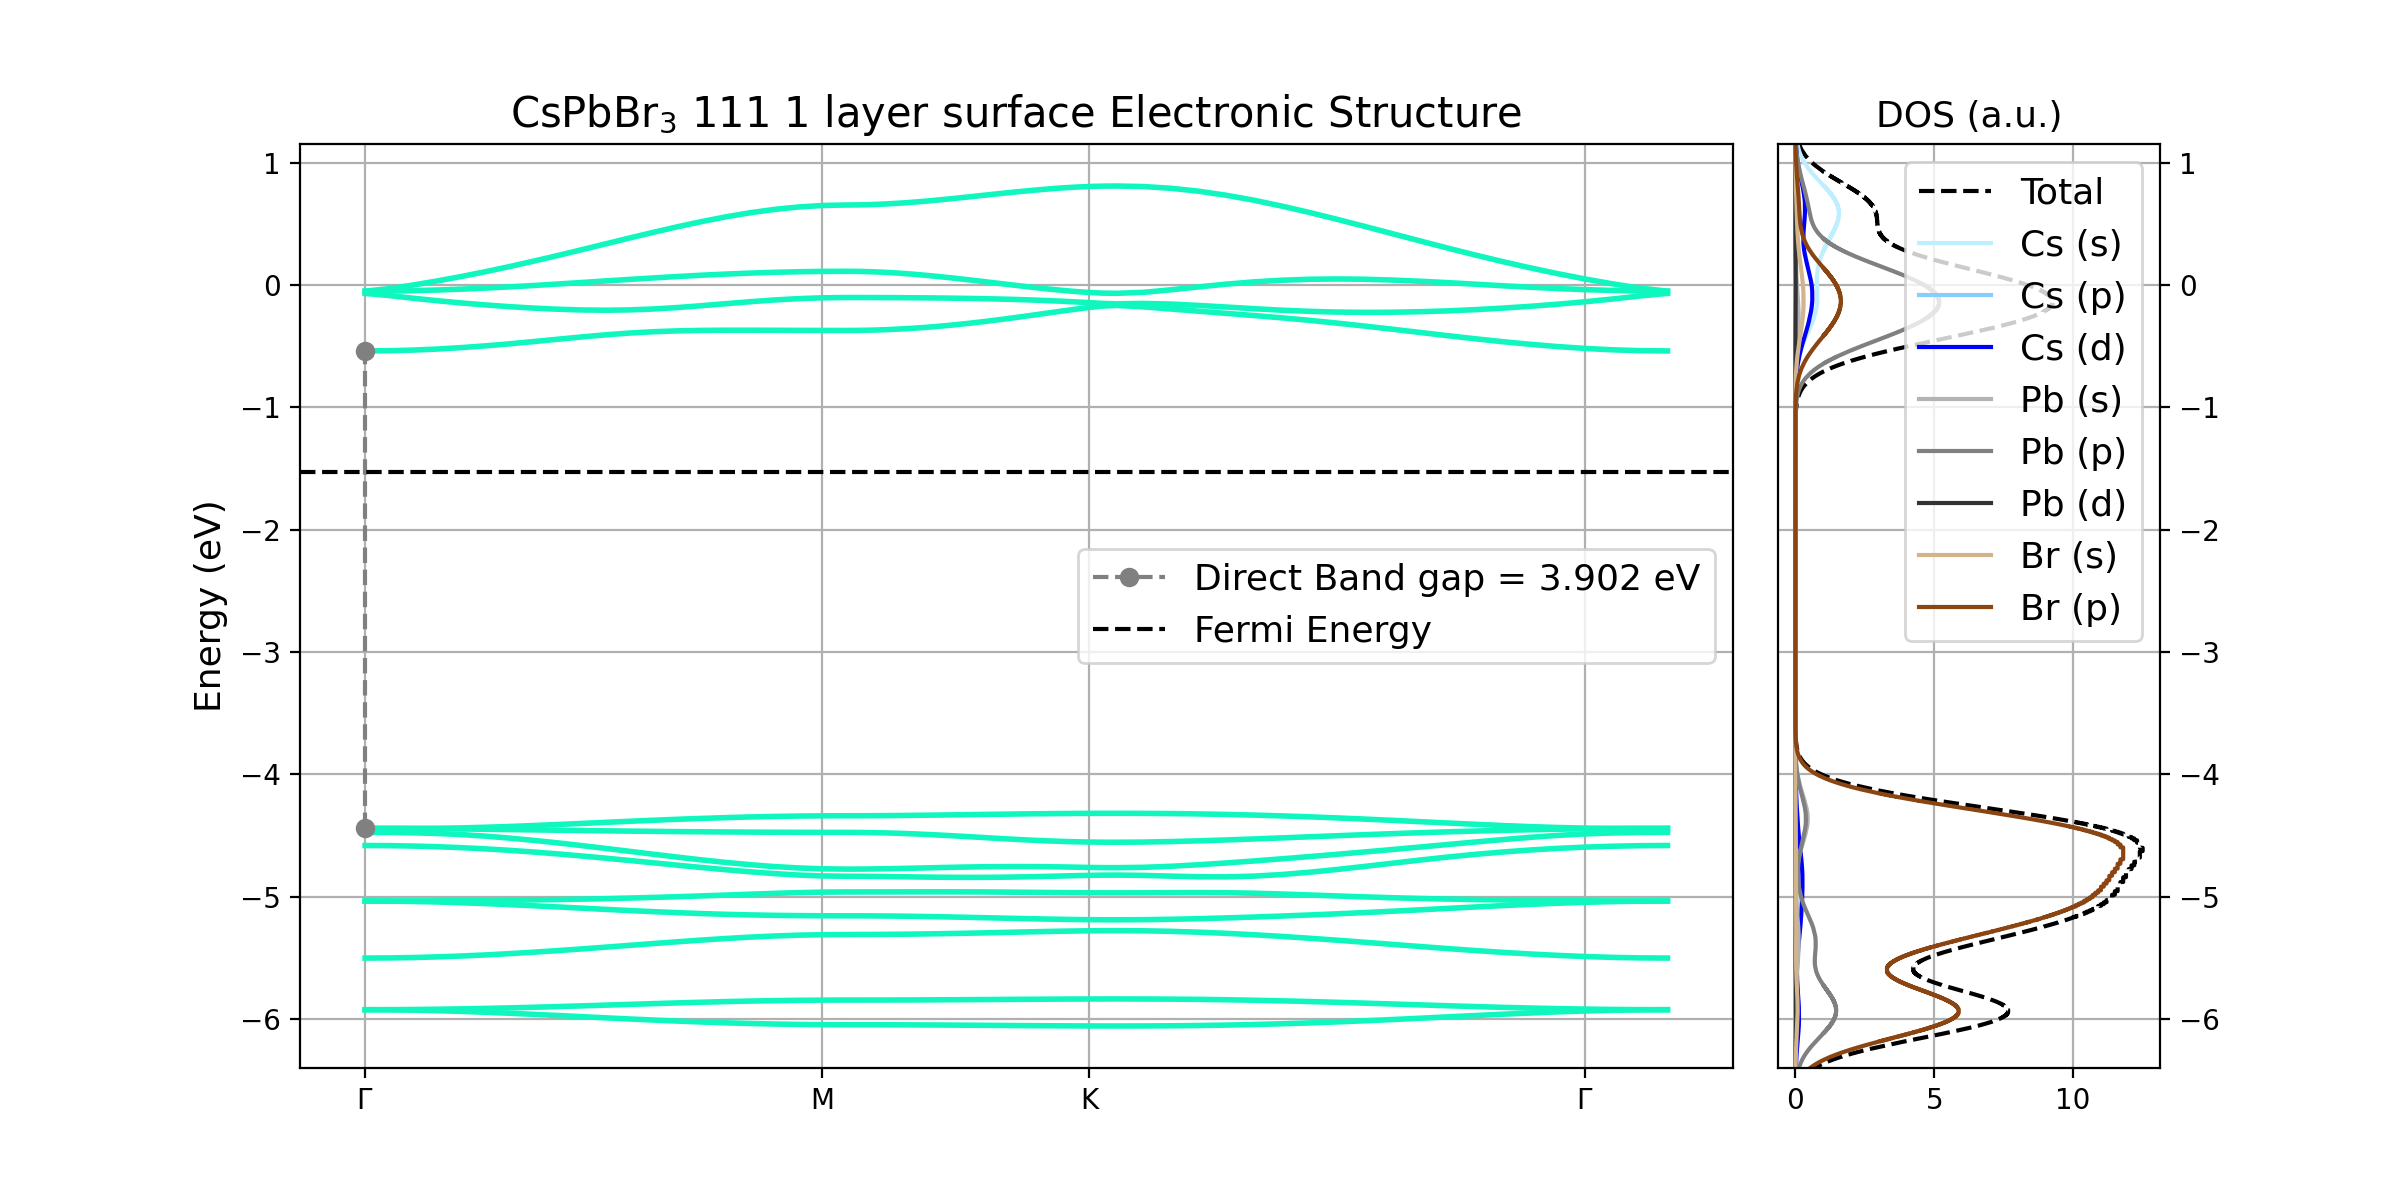 CsPbBr₃ 111 1 layer surface Electronic Structure
DOS (a.u.)
Energy (eV)
1
0
−1
−2
−3
−4
−5
−6
Γ
M
K
Γ
Direct Band gap = 3.902 eV
Fermi Energy
Total
Cs (s)
Cs (p)
Cs (d)
Pb (s)
Pb (p)
Pb (d)
Br (s)
Br (p)
1
0
−1
−2
−3
−4
−5
−6
0
5
10